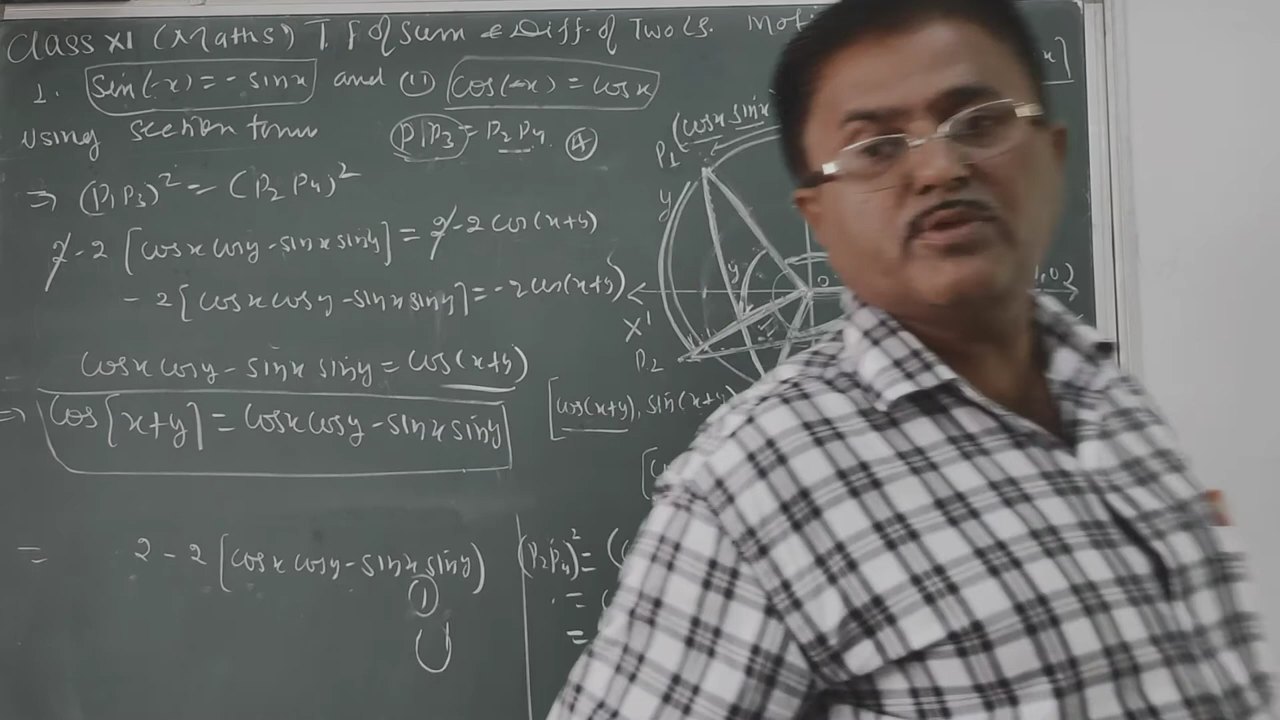 Class XI (Maths) T.F of Sum & Diff. of Two Ls.
1. sin(-x) = - sinx and (11) cos(-x) = cosx
using section
P1P3 = P2P4. (A)
⇒ (P1P3)² = (P2P4)²
2 - 2 [cosx cosy - sinx siny] = 2 - 2 cos(x+y)
- 2 [cosx cosy - sinx siny] = - 2 cos(x+y)
cosx cosy - sinx siny = cos(x+y)
⇒ cos[x+y] = cosx cosy - sinx siny
= 2 - 2 [cosx cosy - sinx siny)
(1)
x]
(cosx sinx
P1
y
y
O
,0)
X'
P2
[cos(x+y), sin(x+y)
(P2P4)² = (
= (
=